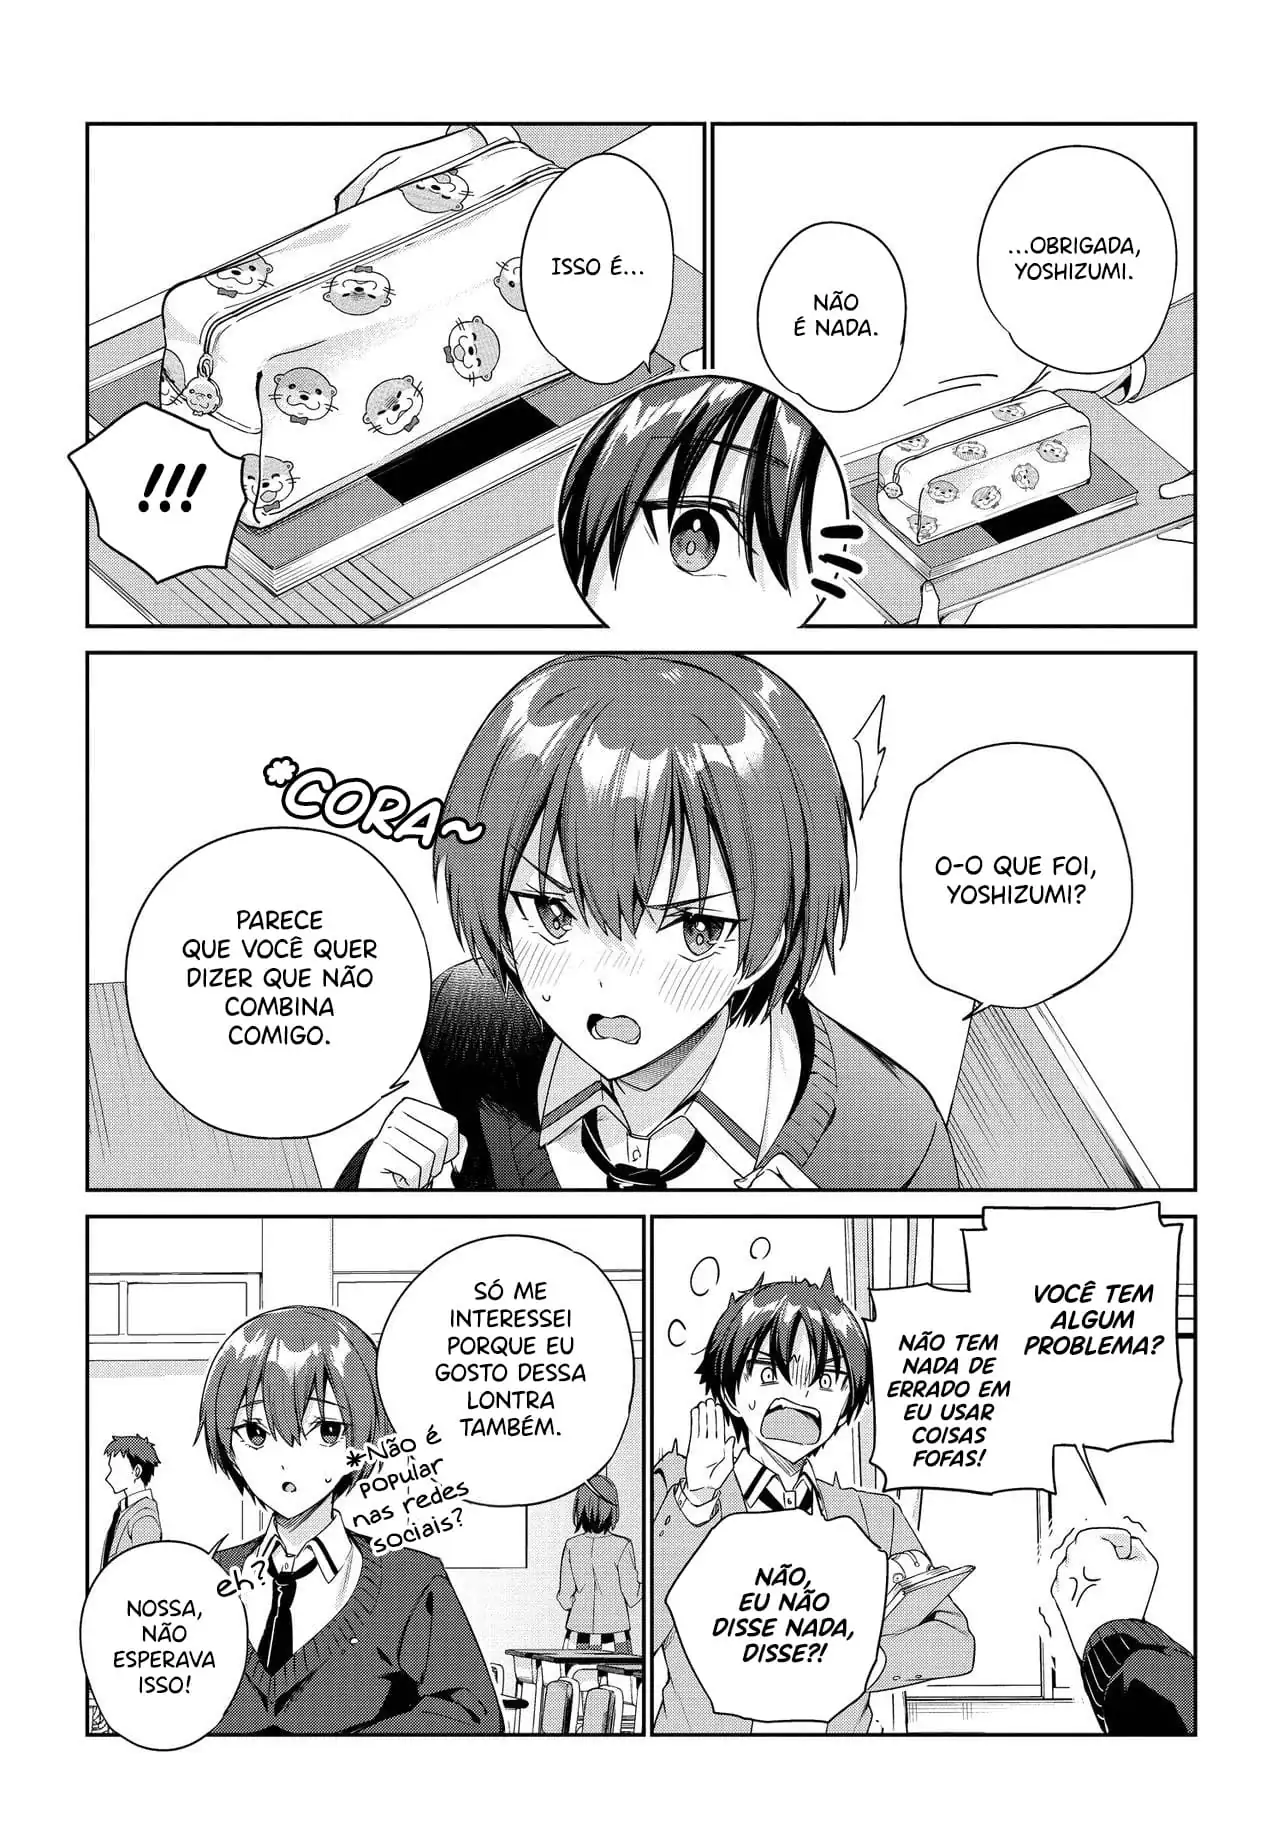 ...OBRIGADA,
YOSHIZUMI.
NÃO
É NADA.
ISSO É...
!!!
O-O QUE FOI,
YOSHIZUMI?
*CORA~
PARECE
QUE VOCÊ QUER
DIZER QUE NÃO
COMBINA
COMIGO.
VOCÊ TEM
ALGUM
PROBLEMA?
NÃO TEM
NADA DE
ERRADO EM
EU USAR
COISAS
FOFAS!
NÃO,
EU NÃO
DISSE NADA,
DISSE?!
SÓ ME
INTERESSEI
PORQUE EU
GOSTO DESSA
LONTRA
TAMBÉM.
*Não é
popular
nas redes
sociais?
eh?
NOSSA,
NÃO
ESPERAVA
ISSO!